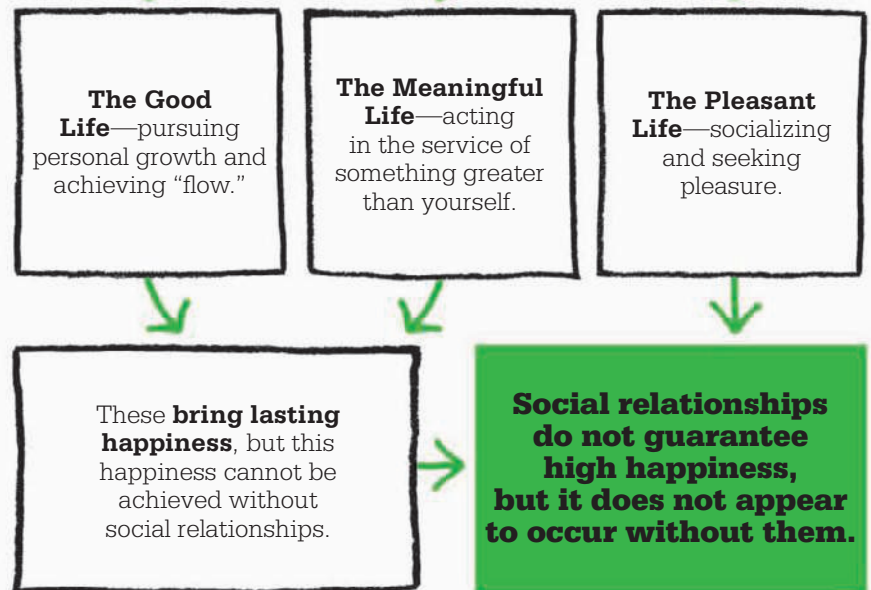 The Good
Life—pursuing
personal growth and
achieving “flow.”
The Meaningful
Life—acting
in the service of
something greater
than yourself.
The Pleasant
Life—socializing
and seeking
pleasure.
These bring lasting
happiness, but this
happiness cannot be
achieved without
social relationships.
Social relationships
do not guarantee
high happiness,
but it does not appear
to occur without them.